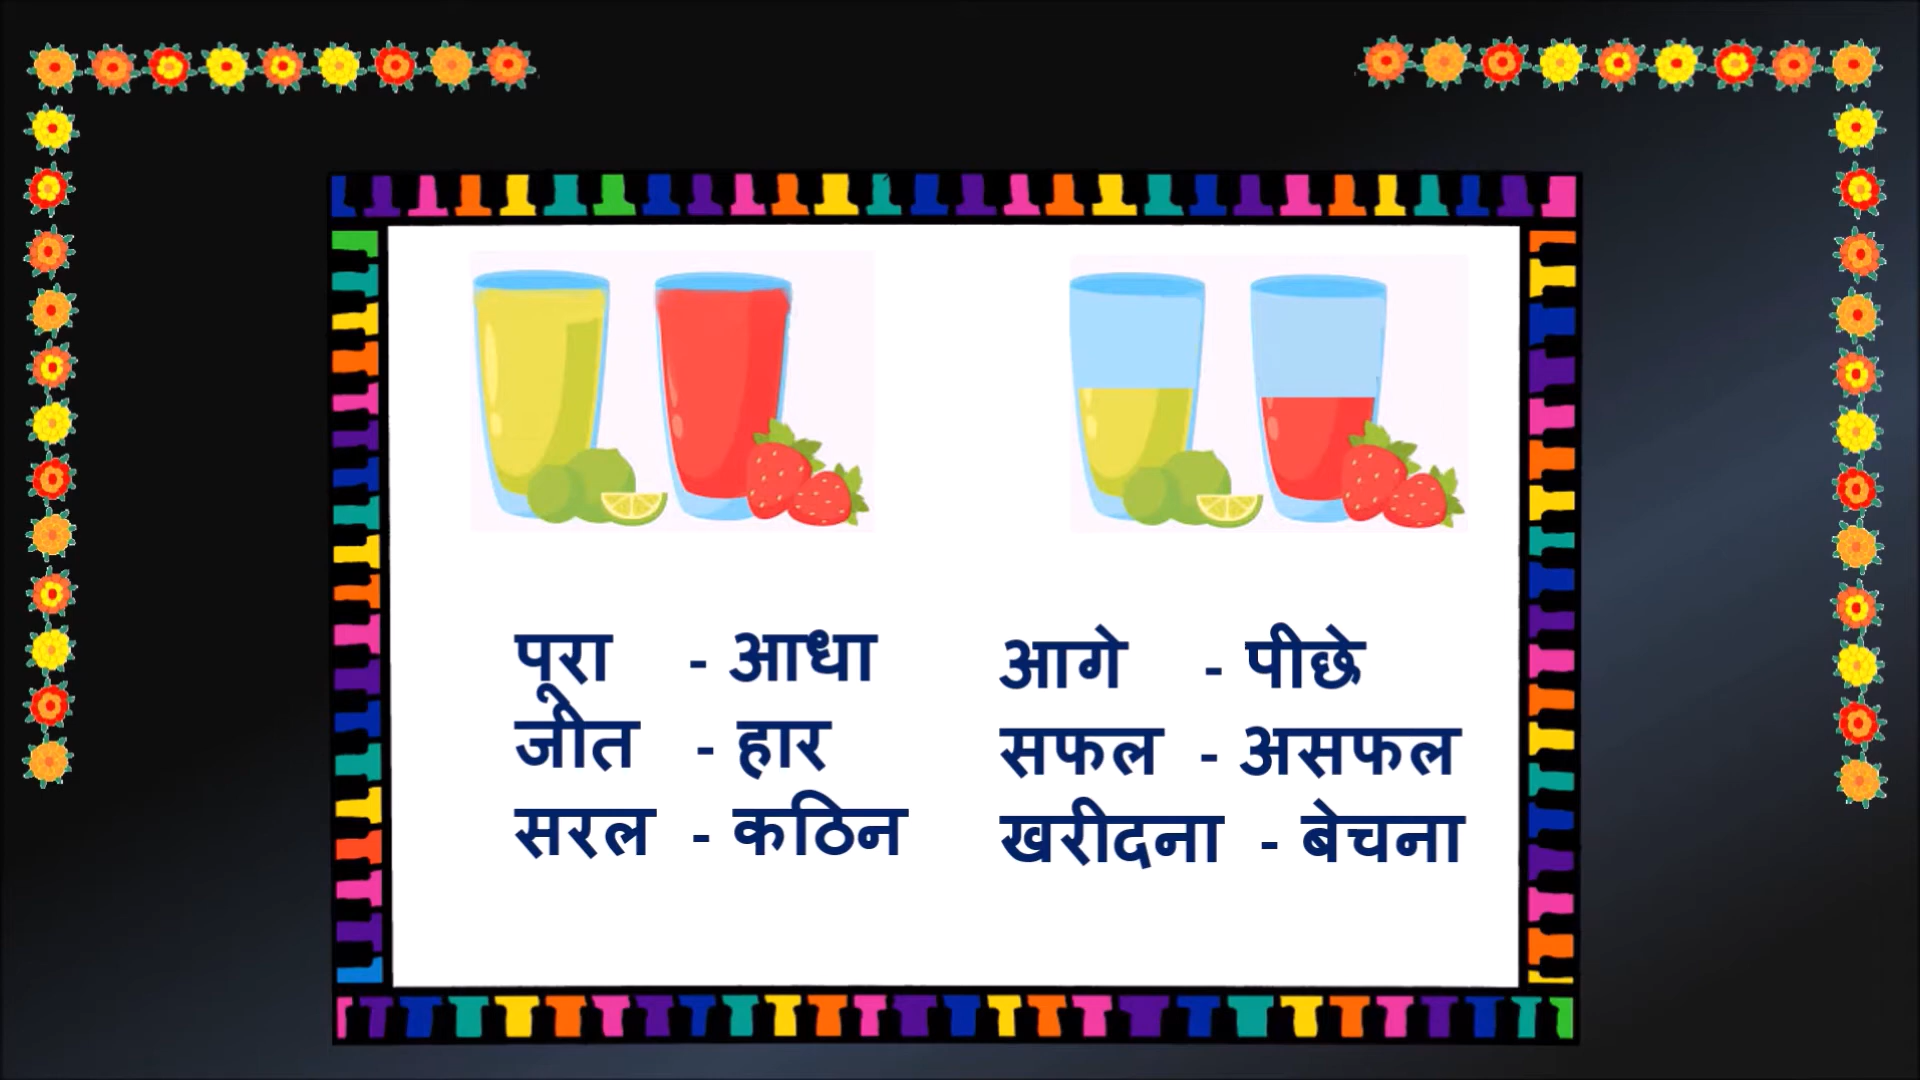 पूरा - आधा
जीत - हार
सरल - कठिन
आगे - पीछे
सफल - असफल
खरीदना - बेचना